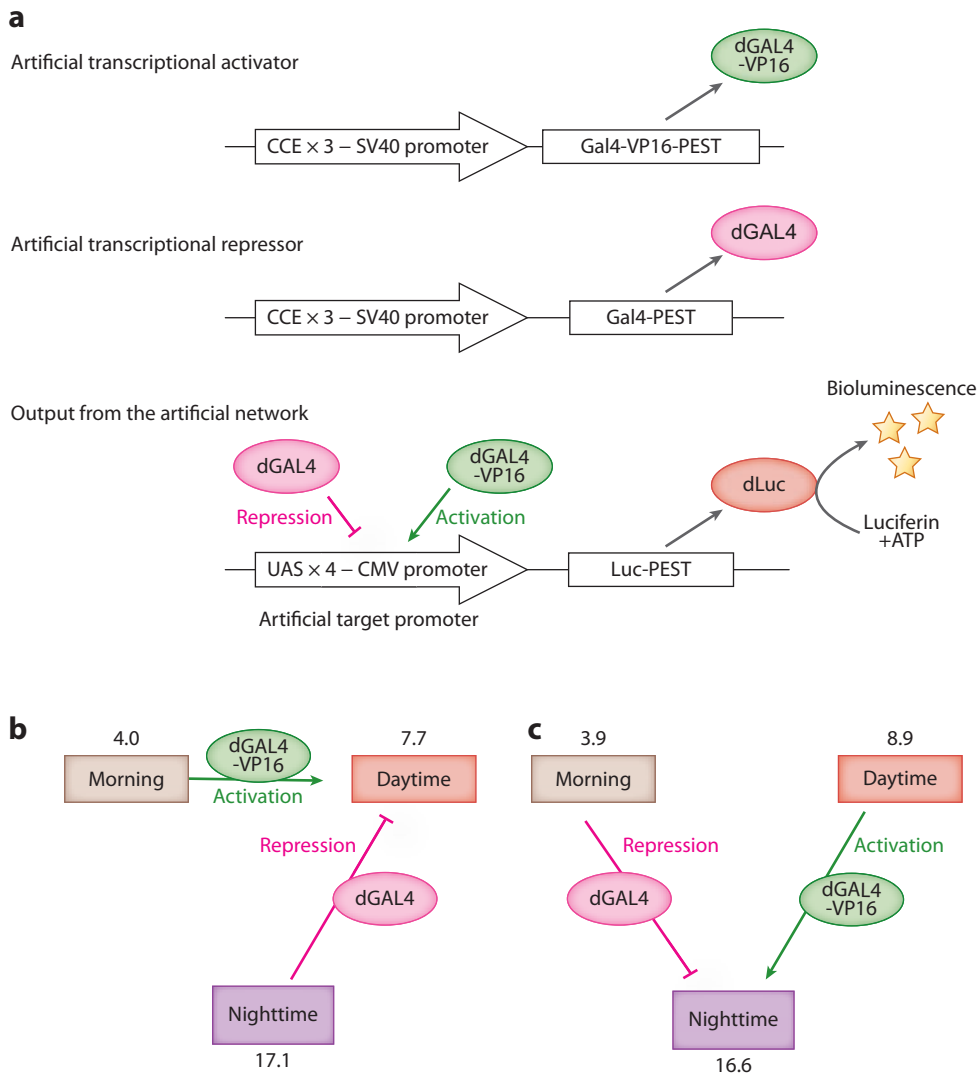 a
Artificial transcriptional activator
dGAL4
-VP16
CCE × 3 – SV40 promoter
Gal4-VP16-PEST
Artificial transcriptional repressor
dGAL4
CCE × 3 – SV40 promoter
Gal4-PEST
Output from the artificial network
Bioluminescence
dGAL4
dGAL4
-VP16
dLuc
Repression
Activation
Luciferin
+ATP
UAS × 4 – CMV promoter
Luc-PEST
Artificial target promoter
b
4.0
dGAL4
-VP16
7.7
Morning
Activation
Daytime
Repression
dGAL4
Nighttime
17.1
c
3.9
8.9
Morning
Daytime
Repression
Activation
dGAL4
dGAL4
-VP16
Nighttime
16.6